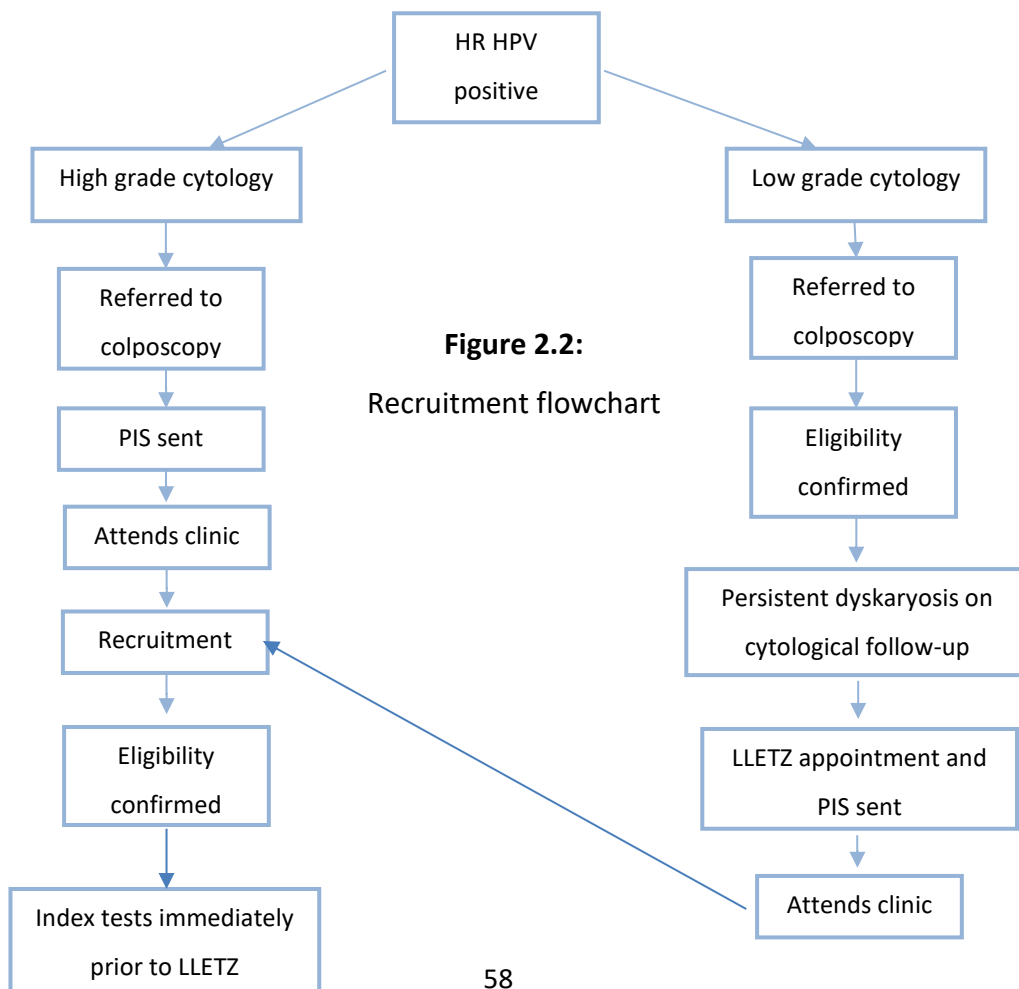 HR HPV
positive
High grade cytology
Low grade cytology
Referred to
colposcopy
Referred to
colposcopy
Figure 2.2:
Recruitment flowchart
PIS sent
Eligibility
confirmed
Attends clinic
Persistent dyskaryosis on
cytological follow-up
Recruitment
Eligibility
confirmed
LLETZ appointment and
PIS sent
Attends clinic
Index tests immediately
prior to LLETZ
58